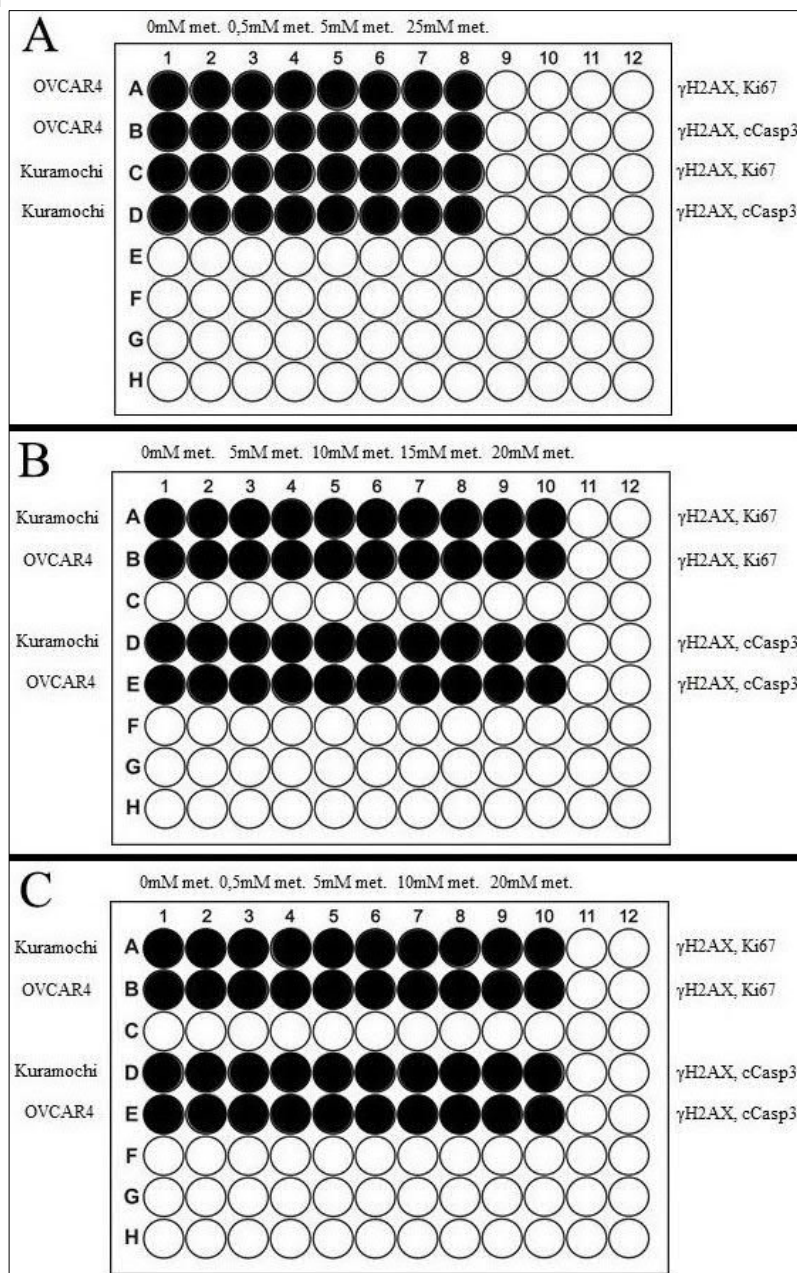 A
0mM met. 0,5mM met. 5mM met. 25mM met.
1 2 3 4 5 6 7 8 9 10 11 12
OVCAR4 A γH2AX, Ki67
OVCAR4 B γH2AX, cCasp3
Kuramochi C γH2AX, Ki67
Kuramochi D γH2AX, cCasp3
E
F
G
H
B
0mM met. 5mM met. 10mM met. 15mM met. 20mM met.
1 2 3 4 5 6 7 8 9 10 11 12
Kuramochi A γH2AX, Ki67
OVCAR4 B γH2AX, Ki67
C
Kuramochi D γH2AX, cCasp3
OVCAR4 E γH2AX, cCasp3
F
G
H
C
0mM met. 0,5mM met. 5mM met. 10mM met. 20mM met.
1 2 3 4 5 6 7 8 9 10 11 12
Kuramochi A γH2AX, Ki67
OVCAR4 B γH2AX, Ki67
C
Kuramochi D γH2AX, cCasp3
OVCAR4 E γH2AX, cCasp3
F
G
H